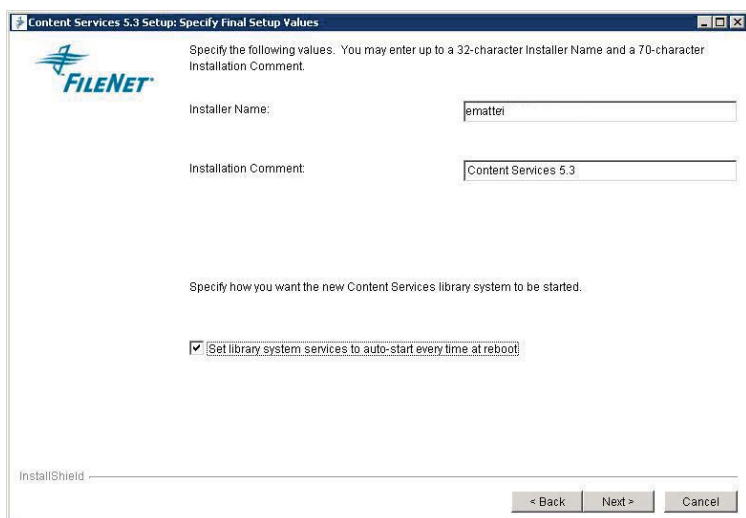 Content Services 5.3 Setup: Specify Final Setup Values
FILENET
Specify the following values. You may enter up to a 32-character Installer Name and a 70-character
Installation Comment.
Installer Name:
emattei
Installation Comment:
Content Services 5.3
Specify how you want the new Content Services library system to be started.
Set library system services to auto-start every time at reboot
InstallShield
< Back
Next >
Cancel